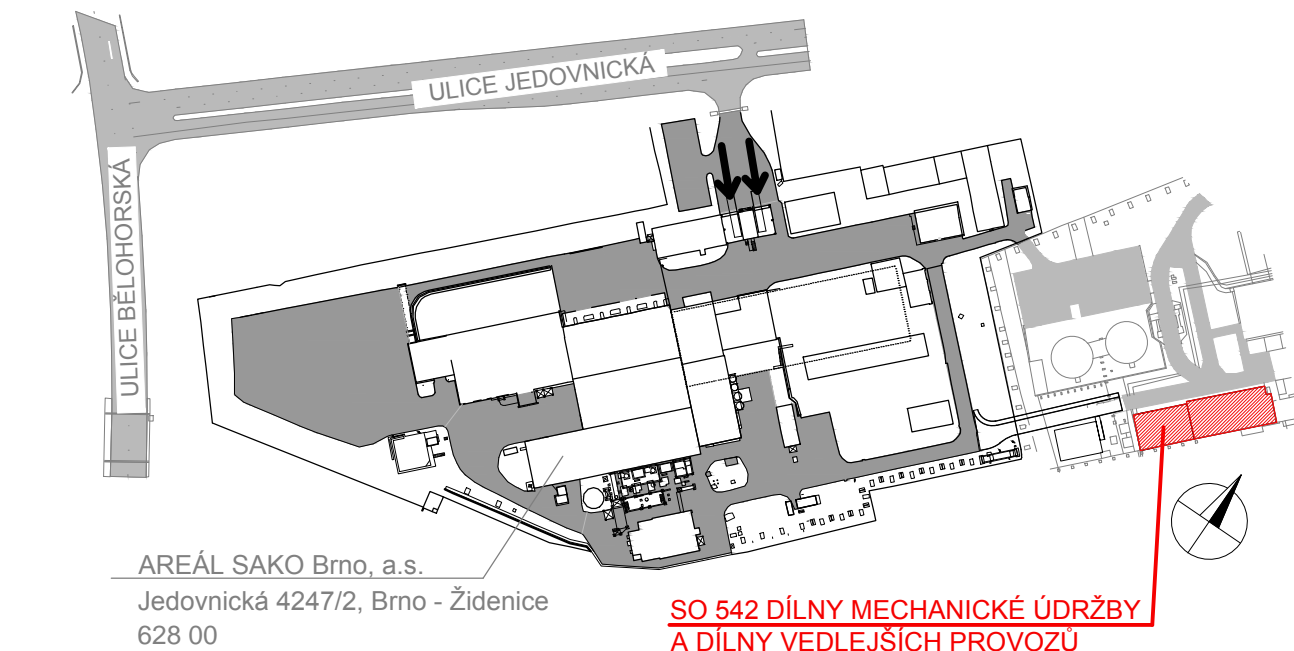 ULICE JEDOVNICKÁ
ULICE BĚLOHORSKÁ
AREÁL SAKO Brno, a.s.
Jedovnická 4247/2, Brno - Židenice
628 00
SO 542 DÍLNY MECHANICKÉ ÚDRŽBY
A DÍLNY VEDLEJŠÍCH PROVOZŮ